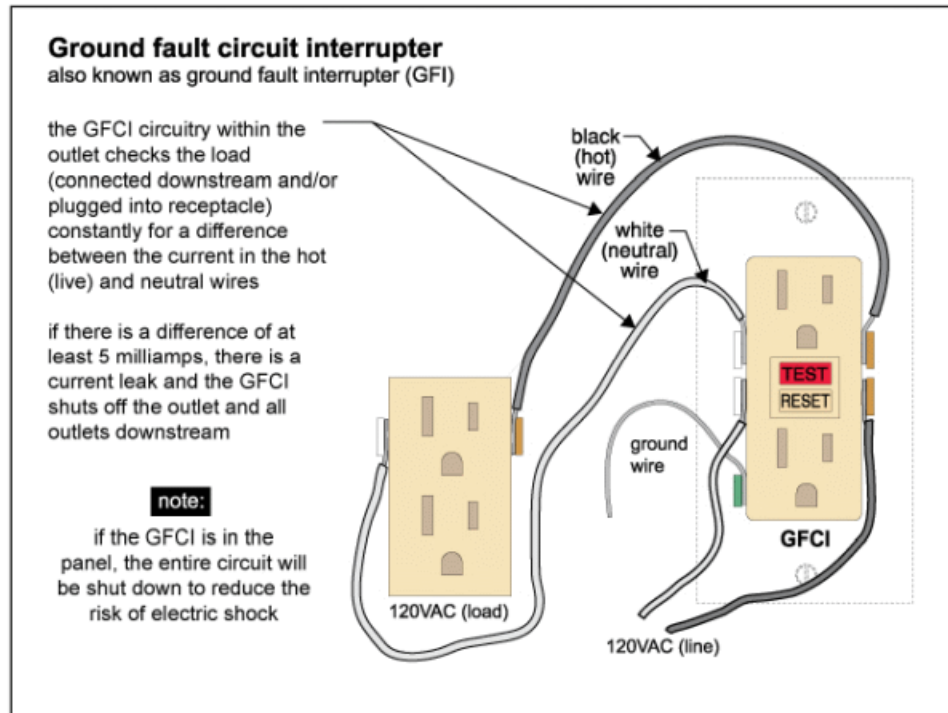 Ground fault circuit interrupter
also known as ground fault interrupter (GFI)
the GFCI circuitry within the
outlet checks the load
(connected downstream and/or
plugged into receptacle)
constantly for a difference
between the current in the hot
(live) and neutral wires
if there is a difference of at
least 5 milliamps, there is a
current leak and the GFCI
shuts off the outlet and all
outlets downstream
note:
if the GFCI is in the
panel, the entire circuit will
be shut down to reduce the
risk of electric shock
black
(hot)
wire
white
(neutral)
wire
TEST
RESET
ground
wire
GFCI
120VAC (load)
120VAC (line)